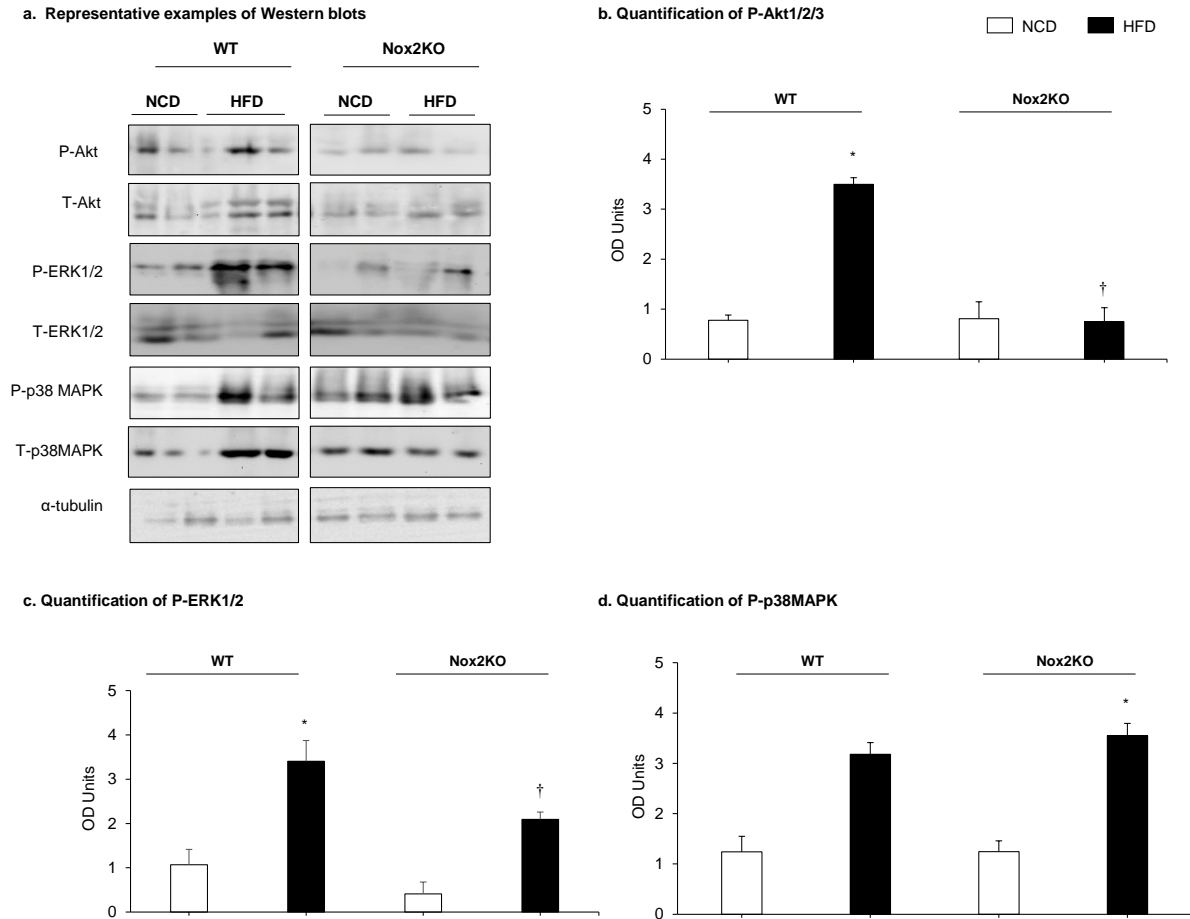 a. Representative examples of Western blots
WT
Nox2KO
NCD
HFD
NCD
HFD
P-Akt
T-Akt
P-ERK1/2
T-ERK1/2
P-p38 MAPK
T-p38MAPK
α-tubulin
b. Quantification of P-Akt1/2/3
NCD
HFD
WT
Nox2KO
OD Units
5
4
3
2
1
0
*
†
c. Quantification of P-ERK1/2
WT
Nox2KO
OD Units
5
4
3
2
1
0
*
†
d. Quantification of P-p38MAPK
WT
Nox2KO
OD Units
5
4
3
2
1
0
*